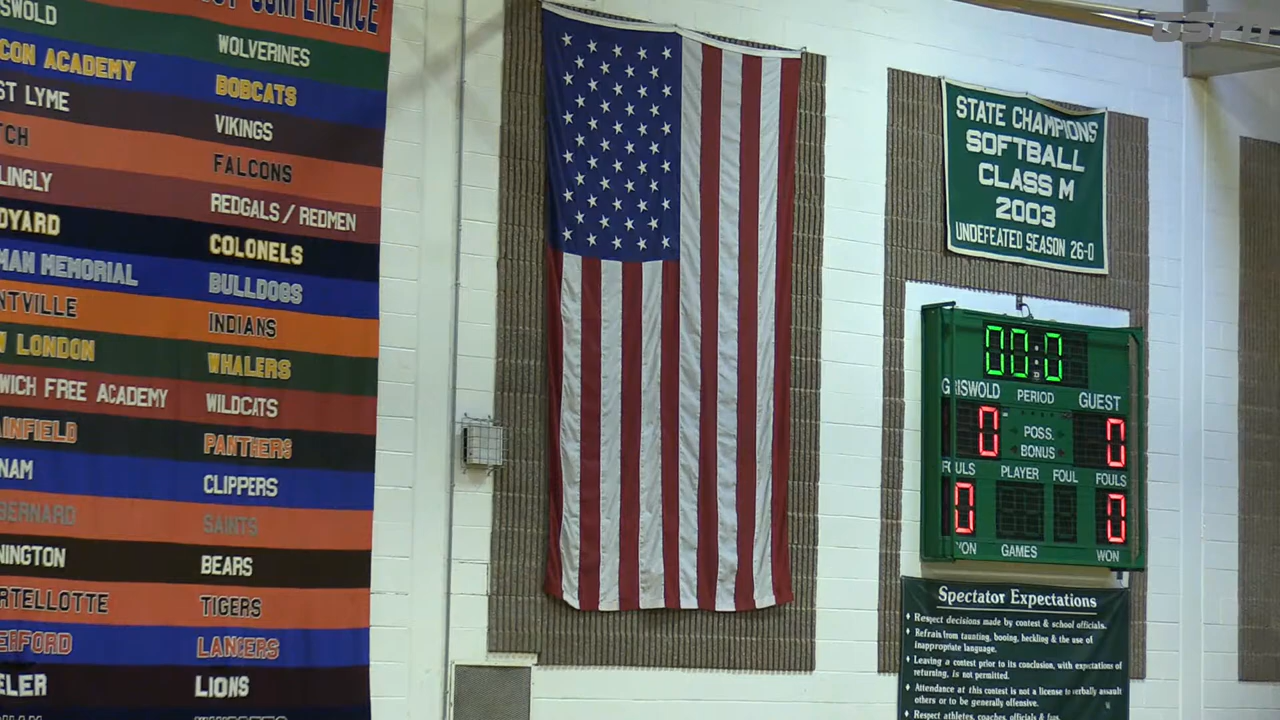 CONFERENCE
SWOLD WOLVERINES
CON ACADEMY BOBCATS
ST LYME VIKINGS
TCH FALCONS
LINGLY REDGALS / REDMEN
DYARD COLONELS
MAN MEMORIAL BULLDOGS
NTVILLE INDIANS
W LONDON WHALERS
WICH FREE ACADEMY WILDCATS
AINFIELD PANTHERS
NAM CLIPPERS
BERNARD SAINTS
NINGTON BEARS
RTELLOTTE TIGERS
ERFORD LANCERS
ELER LIONS
STATE CHAMPIONS
SOFTBALL
CLASS M
2003
UNDEFEATED SEASON 26-0
00:0
GRISWOLD PERIOD GUEST
0 POSS. 0
BONUS
FOULS PLAYER FOUL FOULS
0 0
WON GAMES WON
Spectator Expectations
• Respect decisions made by contest & school officials.
• Refrain from taunting, booing, heckling & the use of
inappropriate language.
• Leaving a contest prior to its conclusion, with expectations of
returning, is not permitted.
• Attendance at this contest is not a license to verbally assault
others or to be generally offensive.
• Respect athletes, coaches, officials & fans.